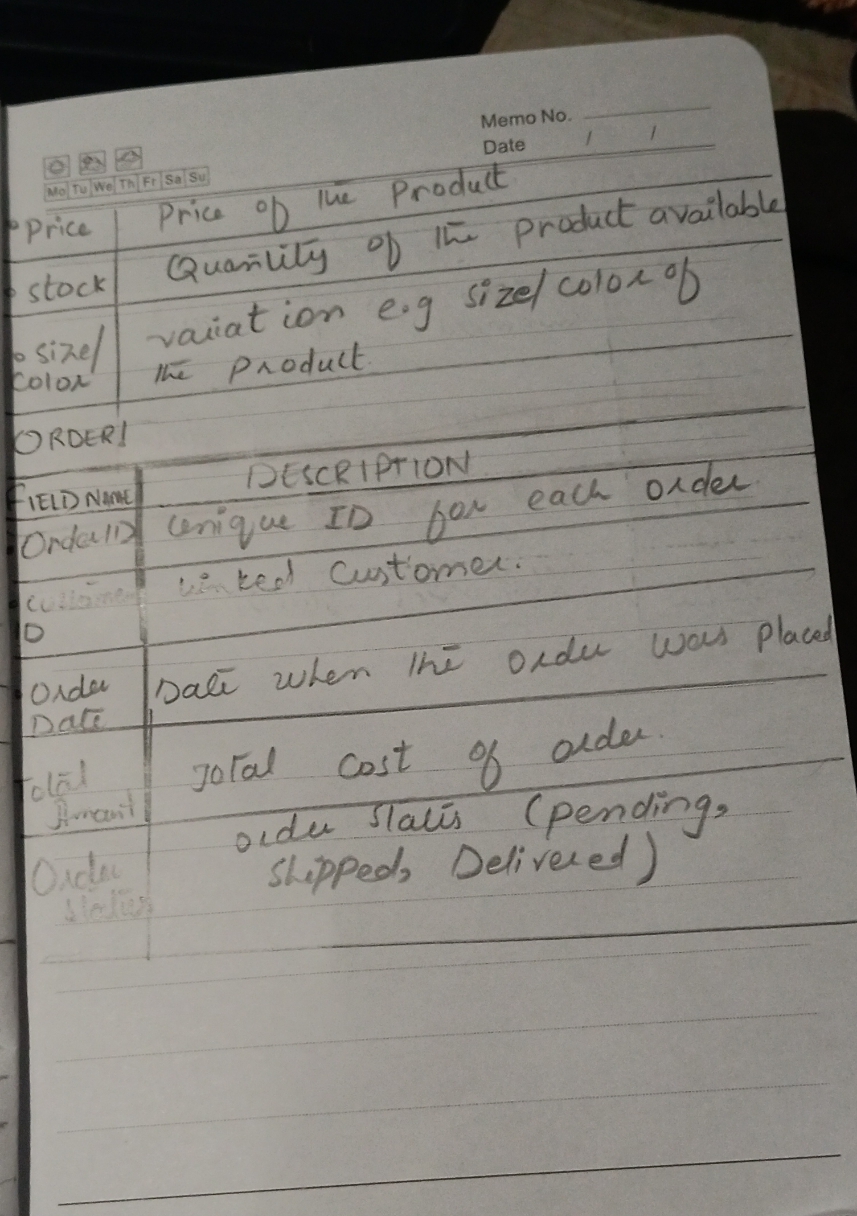 Memo No.
Date / /
Mo Tu We Th Fr Sa Su
Price Price of the Product
stock Quantity of the product available
size/ variation e.g size/color of
color the Product.
ORDER!
FIELD NAME DESCRIPTION
Order ID Unique ID for each order
Customer Linked Customer.
ID
Order Date when the order was placed
Date
Total Total cost of order.
Amount
Order order status (pending,
Status shipped, Delivered)